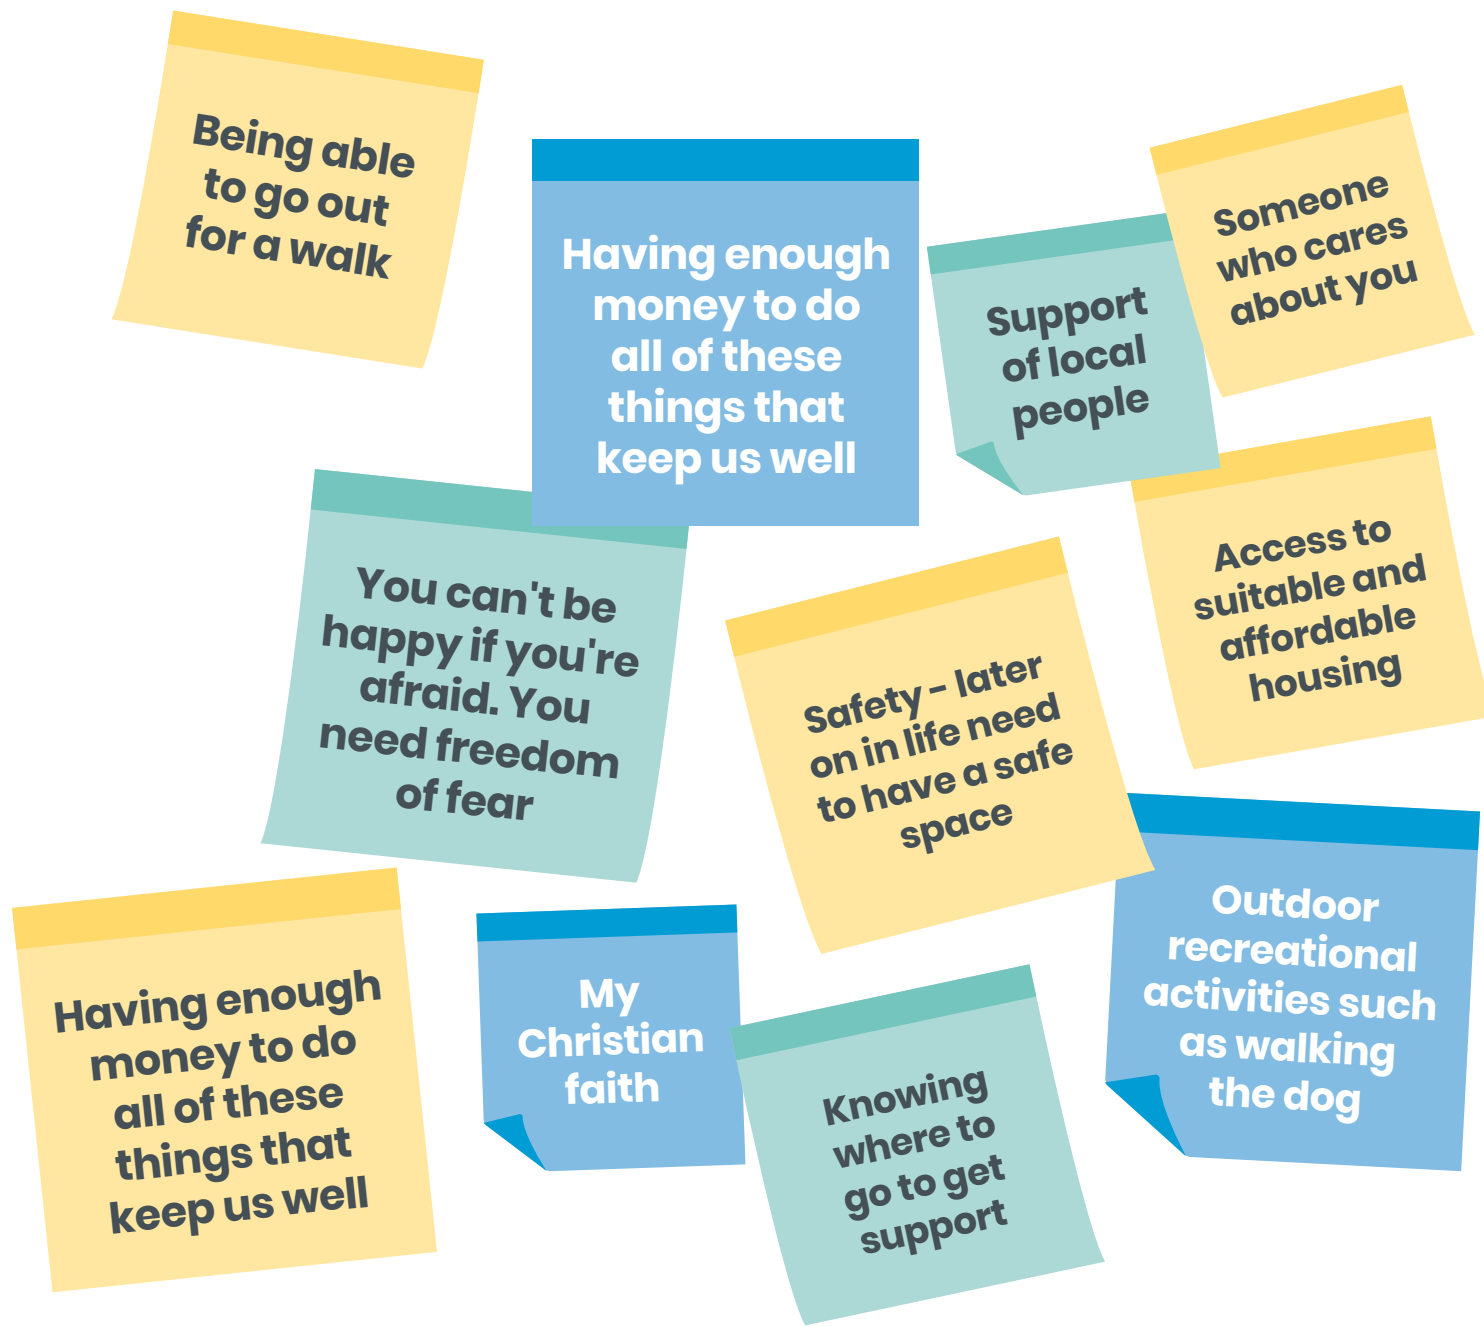 Being able
to go out
for a walk
Having enough
money to do
all of these
things that
keep us well
Support
of local
people
Someone
who cares
about you
You can't be
happy if you're
afraid. You
need freedom
of fear
Safety - later
on in life need
to have a safe
space
Access to
suitable and
affordable
housing
Having enough
money to do
all of these
things that
keep us well
My
Christian
faith
Knowing
where to
go to get
support
Outdoor
recreational
activities such
as walking
the dog